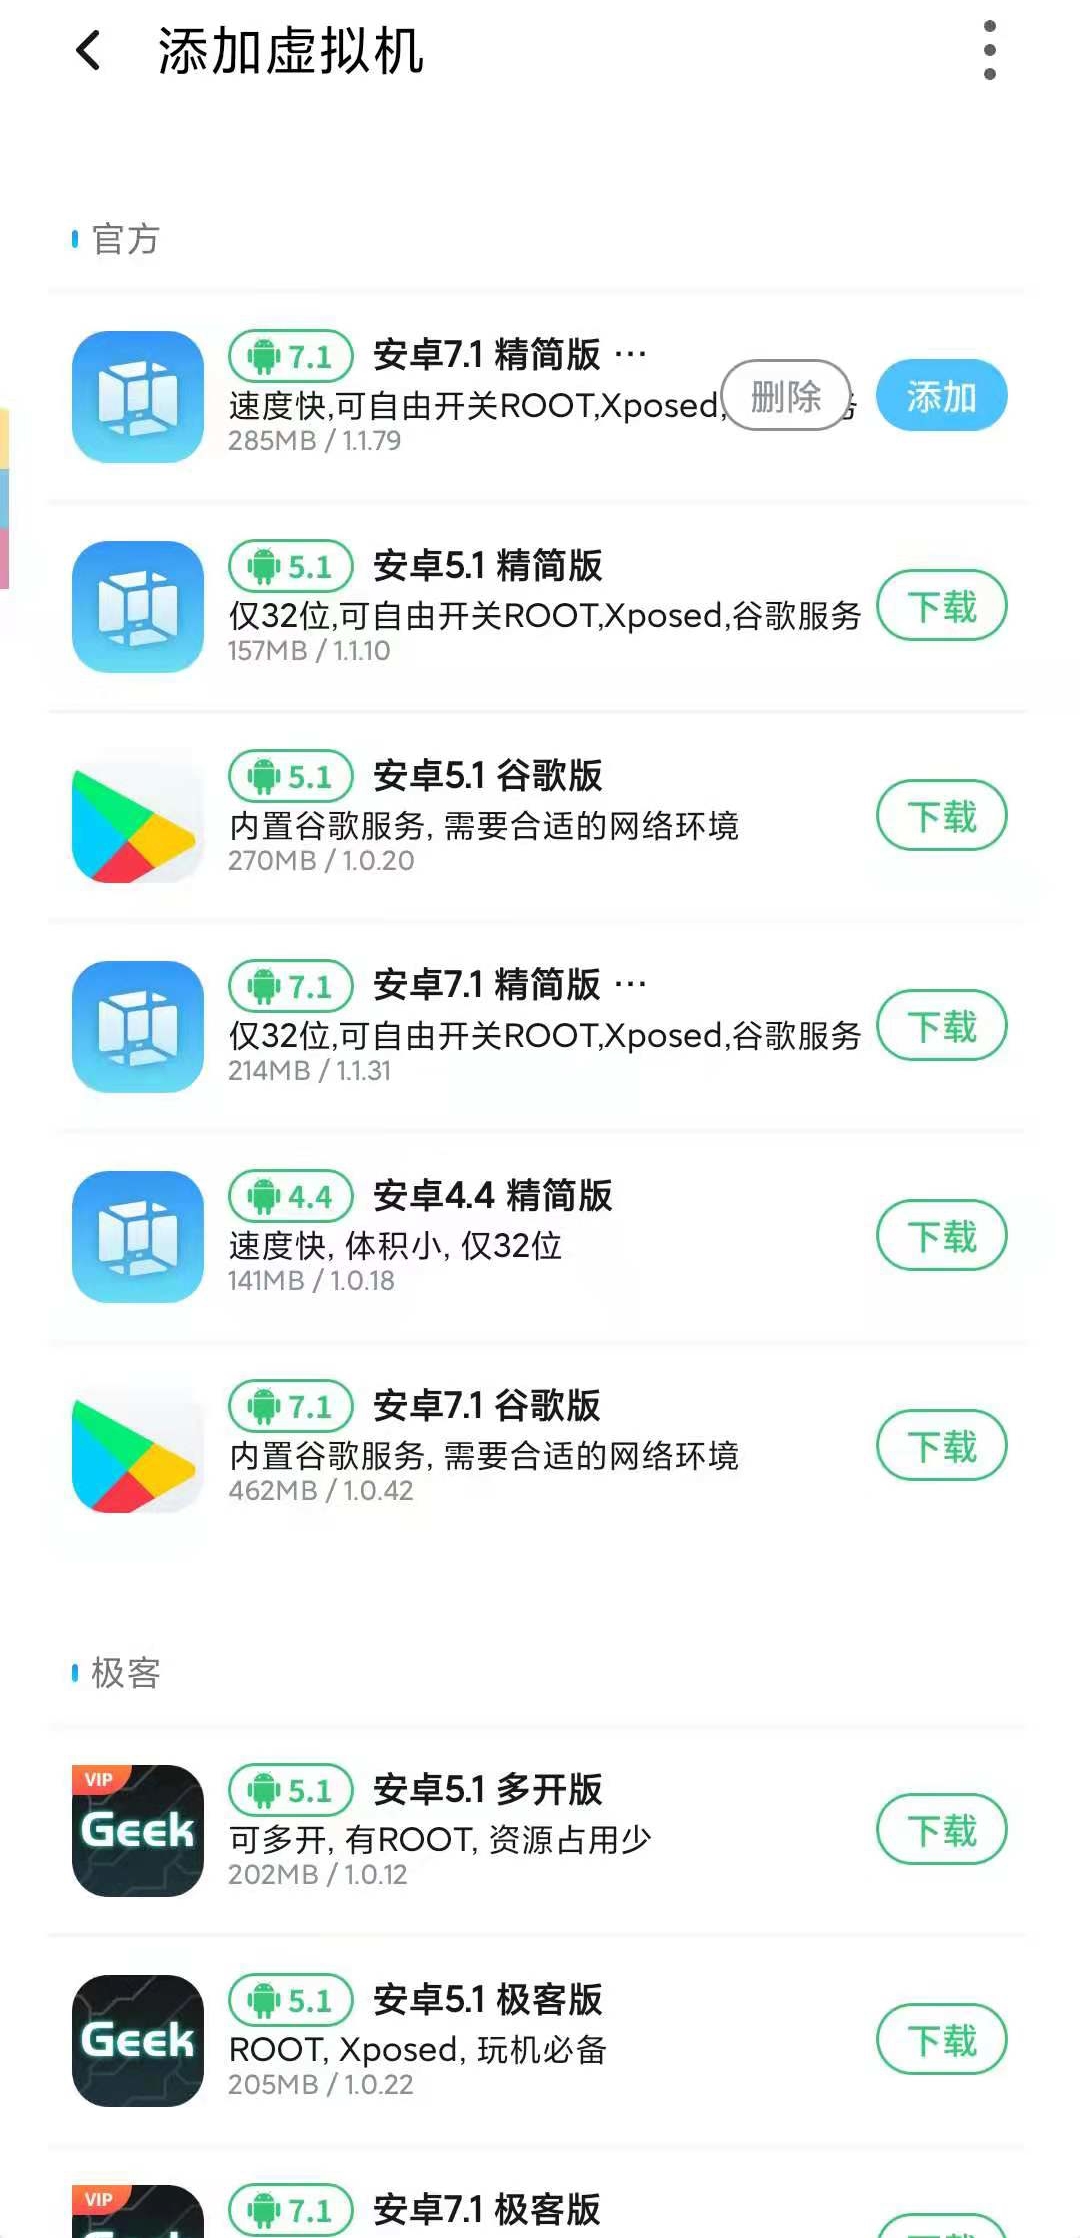 添加虚拟机
官方
7.1 安卓7.1 精简版 ···
速度快,可自由开关ROOT,Xposed,
删除
添加
285MB / 1.1.79
5.1 安卓5.1 精简版
仅32位,可自由开关ROOT,Xposed,谷歌服务
下载
157MB / 1.1.10
5.1 安卓5.1 谷歌版
内置谷歌服务, 需要合适的网络环境
下载
270MB / 1.0.20
7.1 安卓7.1 精简版 ···
仅32位,可自由开关ROOT,Xposed,谷歌服务
下载
214MB / 1.1.31
4.4 安卓4.4 精简版
速度快, 体积小, 仅32位
下载
141MB / 1.0.18
7.1 安卓7.1 谷歌版
内置谷歌服务, 需要合适的网络环境
下载
462MB / 1.0.42
极客
VIP
Geek
5.1 安卓5.1 多开版
可多开, 有ROOT, 资源占用少
下载
202MB / 1.0.12
Geek
5.1 安卓5.1 极客版
ROOT, Xposed, 玩机必备
下载
205MB / 1.0.22
VIP
7.1 安卓7.1 极客版